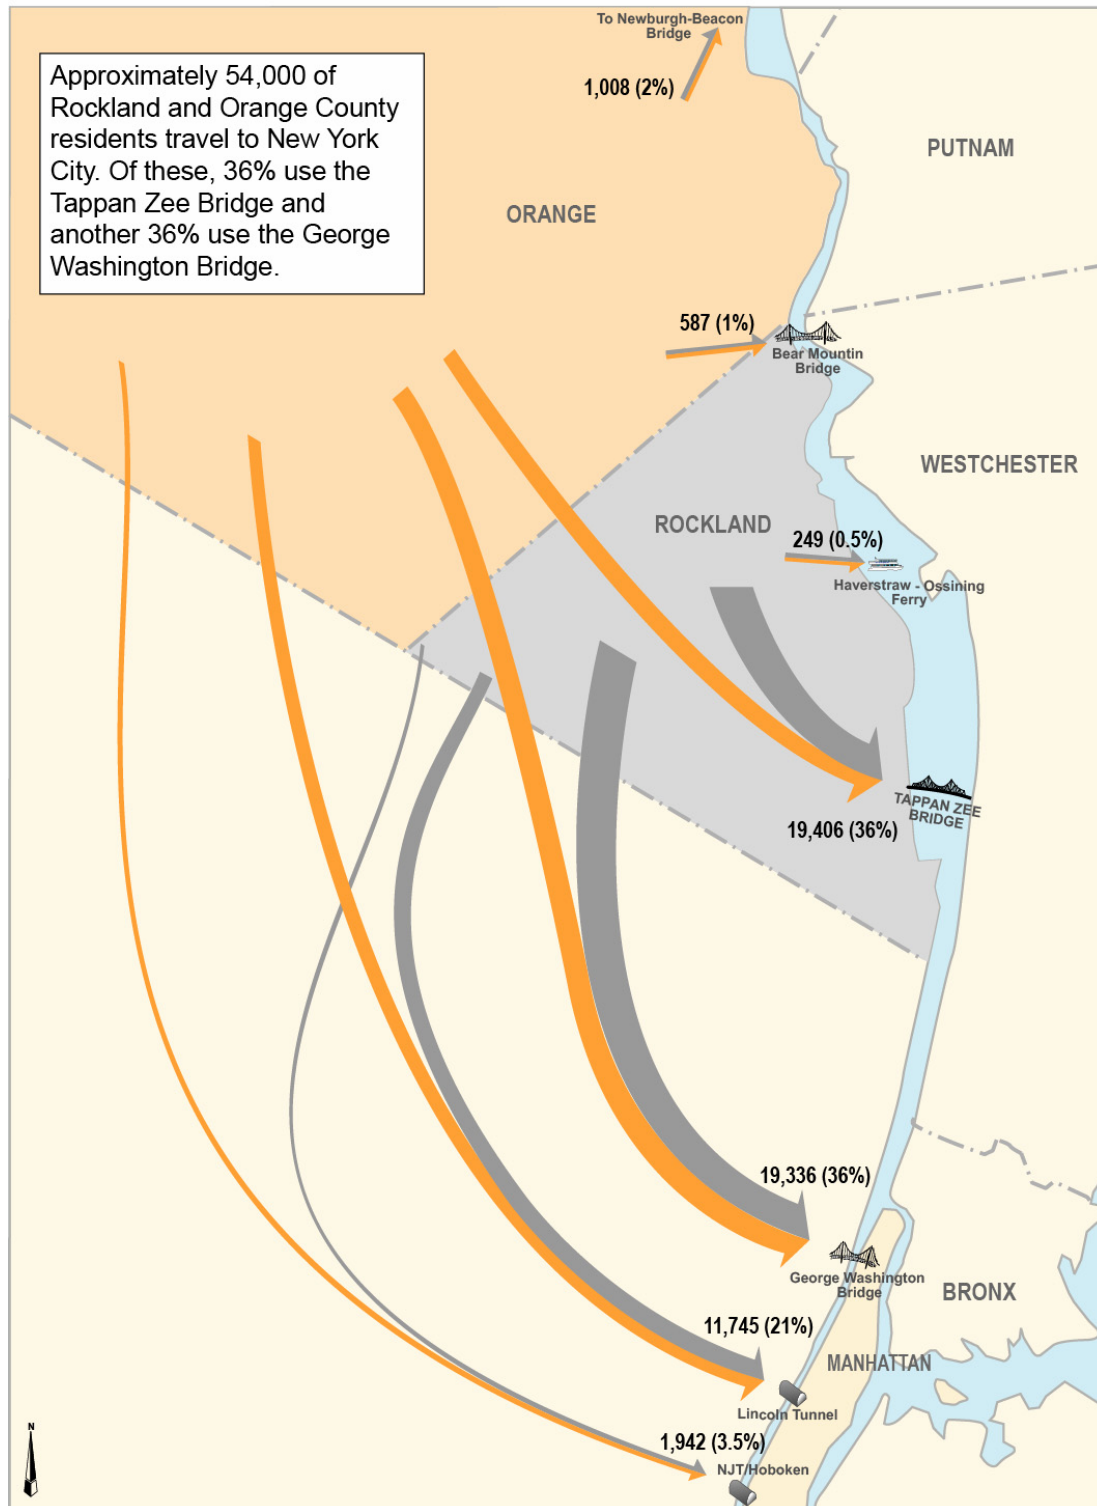 To Newburgh-Beacon
Bridge
1,008 (2%)
Approximately 54,000 of
Rockland and Orange County
residents travel to New York
City. Of these, 36% use the
Tappan Zee Bridge and
another 36% use the George
Washington Bridge.
PUTNAM
ORANGE
587 (1%)
Bear Mountin
Bridge
WESTCHESTER
ROCKLAND
249 (0.5%)
Haverstraw - Ossining
Ferry
TAPPAN ZEE
BRIDGE
19,406 (36%)
19,336 (36%)
George Washington
Bridge
BRONX
11,745 (21%)
MANHATTAN
Lincoln Tunnel
1,942 (3.5%)
NJT/Hoboken
N